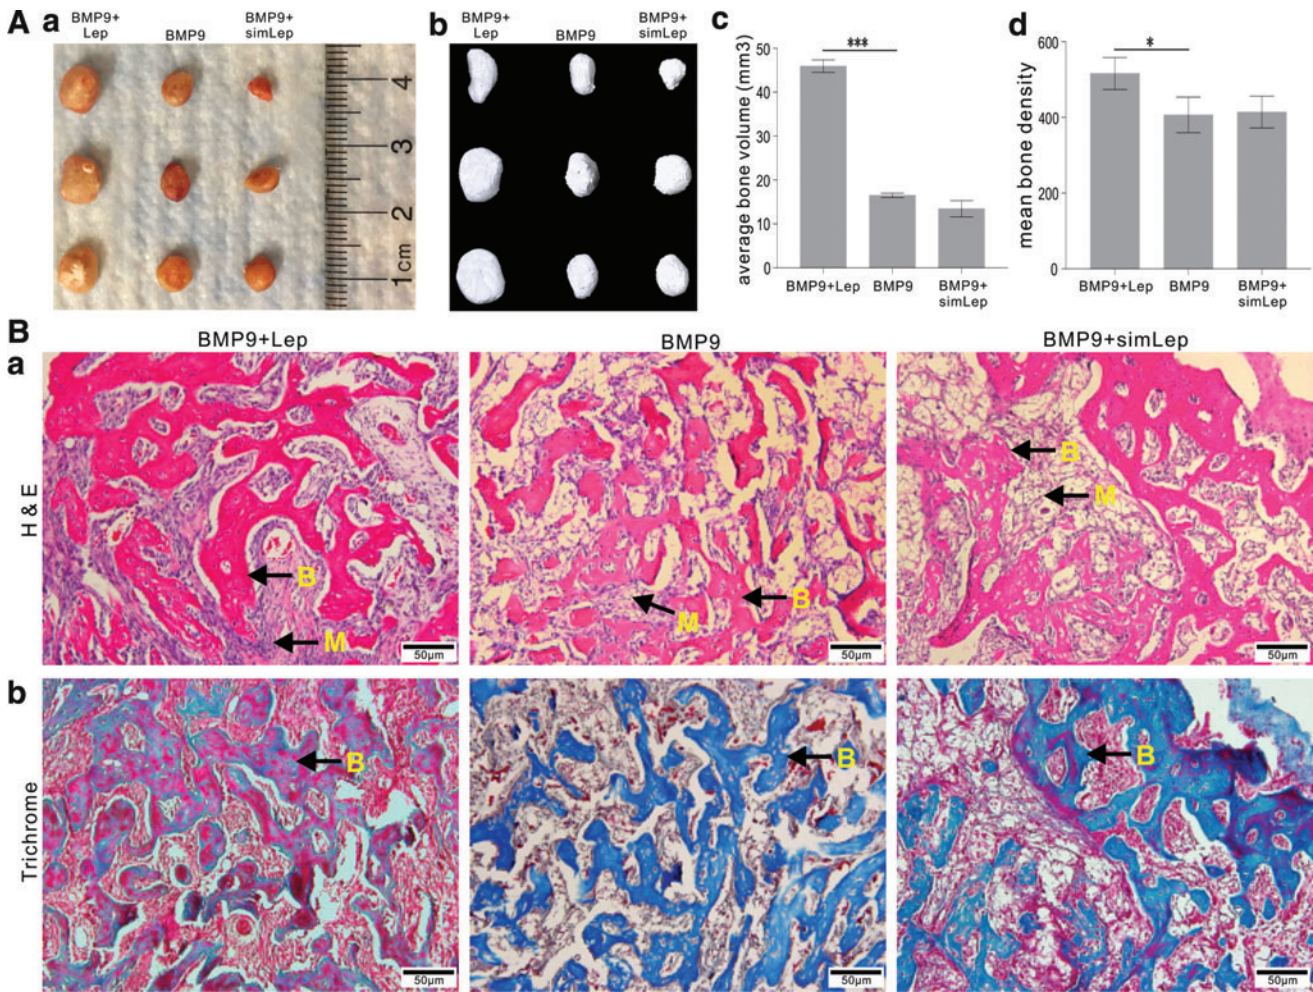 A a
BMP9+
Lep
BMP9
BMP9+
simLep
4
3
2
1cm
b
BMP9+
Lep
BMP9
BMP9+
simLep
c
average bone volume (mm3)
50
40
30
20
10
0
***
BMP9+Lep
BMP9
BMP9+
simLep
d
mean bone density
600
400
200
0
*
BMP9+Lep
BMP9
BMP9+
simLep
B
BMP9+Lep
BMP9
BMP9+simLep
a
H & E
B
M
50µm
M
B
50µm
B
M
50µm
b
Trichrome
B
50µm
B
50µm
B
50µm